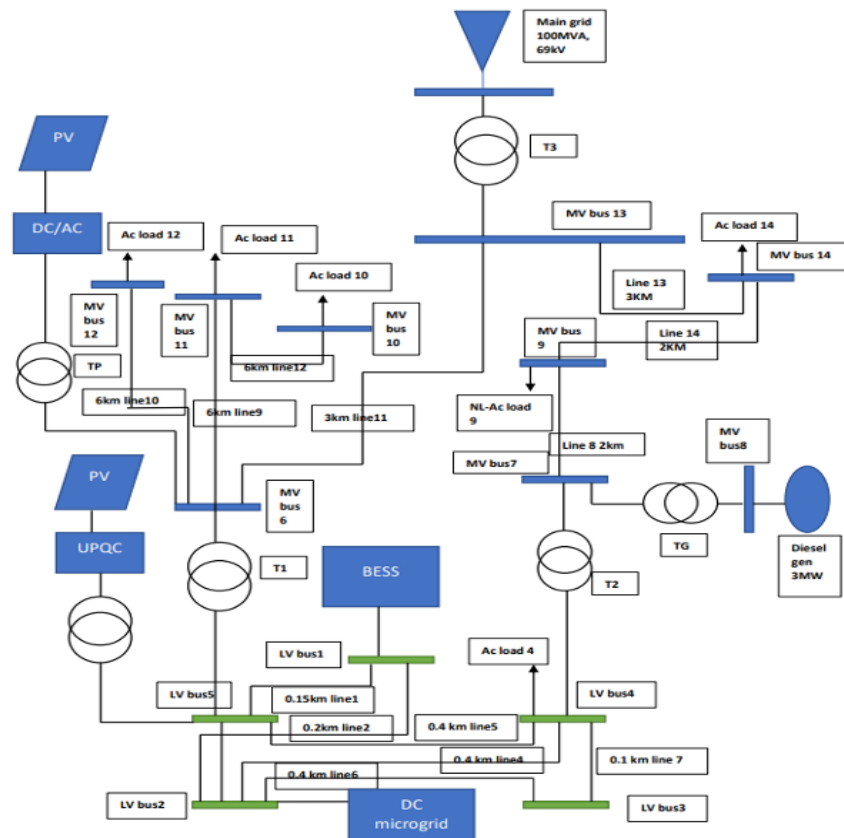 Main grid
100MVA,
69kV
PV
T3
DC/AC
Ac load 12
Ac load 11
MV bus 13
Ac load 14
MV bus 14
Ac load 10
Line 13
3KM
MV
bus
12
MV
bus
11
MV
bus
10
MV bus
9
Line 14
2KM
TP
6km line12
6km line10
6km line9
3km line11
NL-Ac load
9
Line 8 2km
MV bus7
MV
bus8
PV
MV
bus
6
UPQC
T1
BESS
TG
T2
Diesel
gen
3MW
LV bus1
Ac load 4
LV bus5
LV bus4
0.15km line1
0.2km line2
0.4 km line5
0.4 km line4
0.1 km line 7
0.4 km line6
LV bus2
DC
microgrid
LV bus3